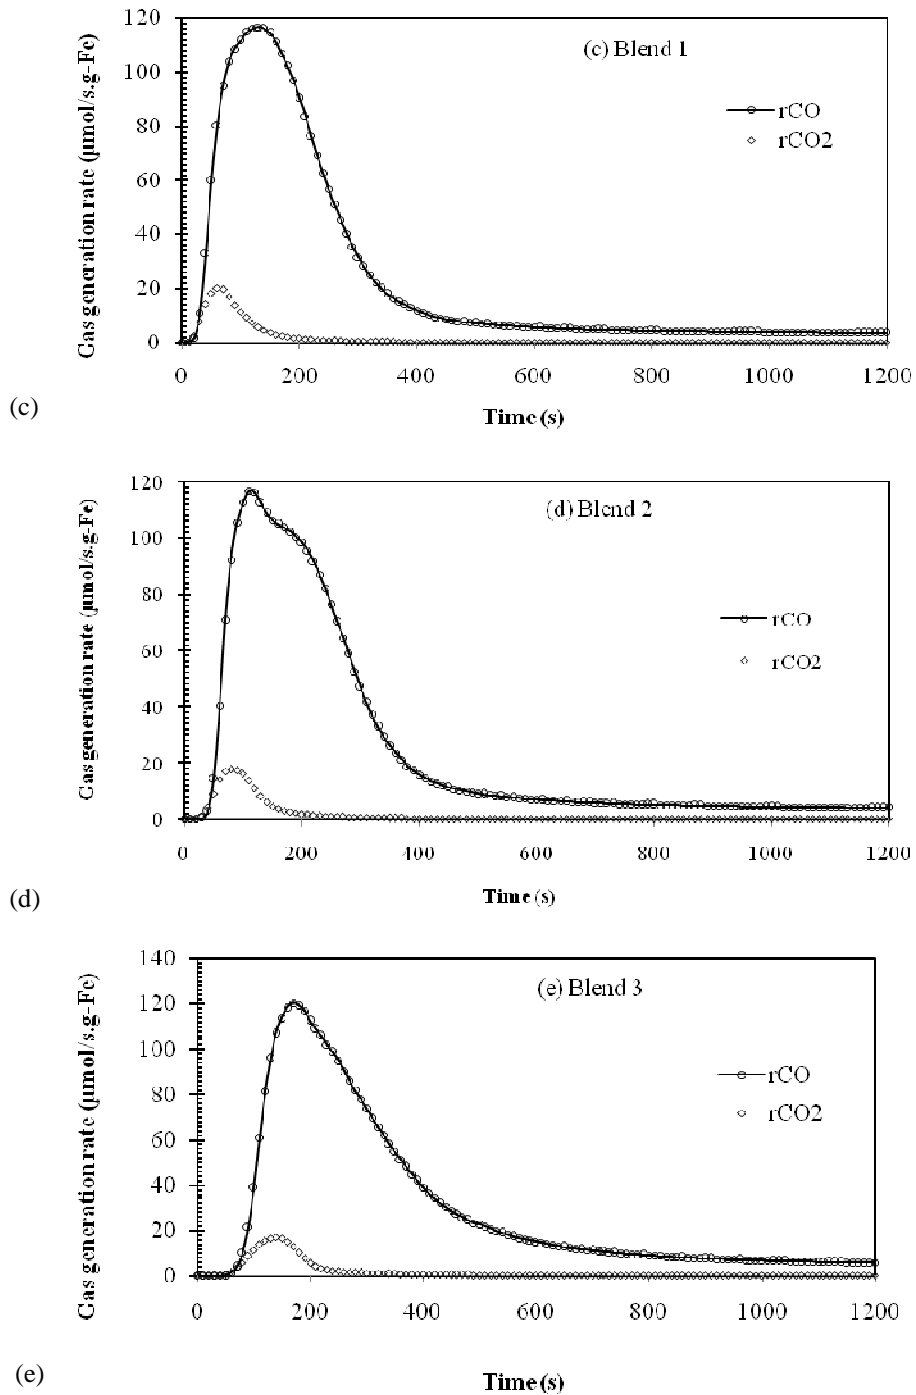 120
100
80
60
40
20
0
Gas generation rate (µmol/s.g-Fe)
(c) Blend 1
rCO
rCO2
0 200 400 600 800 1000 1200
Time (s)
(c)
120
100
80
60
40
20
0
Gas generation rate (µmol/s.g-Fe)
(d) Blend 2
rCO
rCO2
0 200 400 600 800 1000 1200
Time (s)
(d)
140
120
100
80
60
40
20
0
Gas generation rate (µmol/s.g-Fe)
(e) Blend 3
rCO
rCO2
0 200 400 600 800 1000 1200
Time (s)
(e)